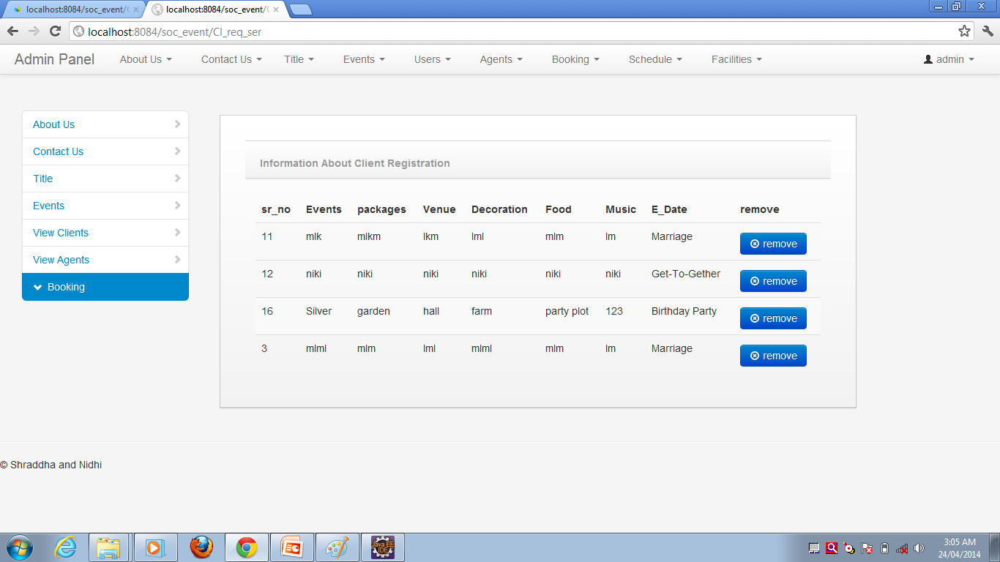 localhost:8084/soc_event/C
localhost:8084/soc_event/C
localhost:8084/soc_event/Cl_req_ser
Admin Panel About Us Contact Us Title Events Users Agents Booking Schedule Facilities admin
About Us
Contact Us
Title
Events
View Clients
View Agents
Booking
Information About Client Registration
sr_no Events packages Venue Decoration Food Music E_Date remove
11 mlk mlkm lkm lml mlm lm Marriage remove
12 niki niki niki niki niki niki Get-To-Gether remove
16 Silver garden hall farm party plot 123 Birthday Party remove
3 mlml mlm lml mlml mlm lm Marriage remove
© Shraddha and Nidhi
Java EE
IDE
3:05 AM
24/04/2014